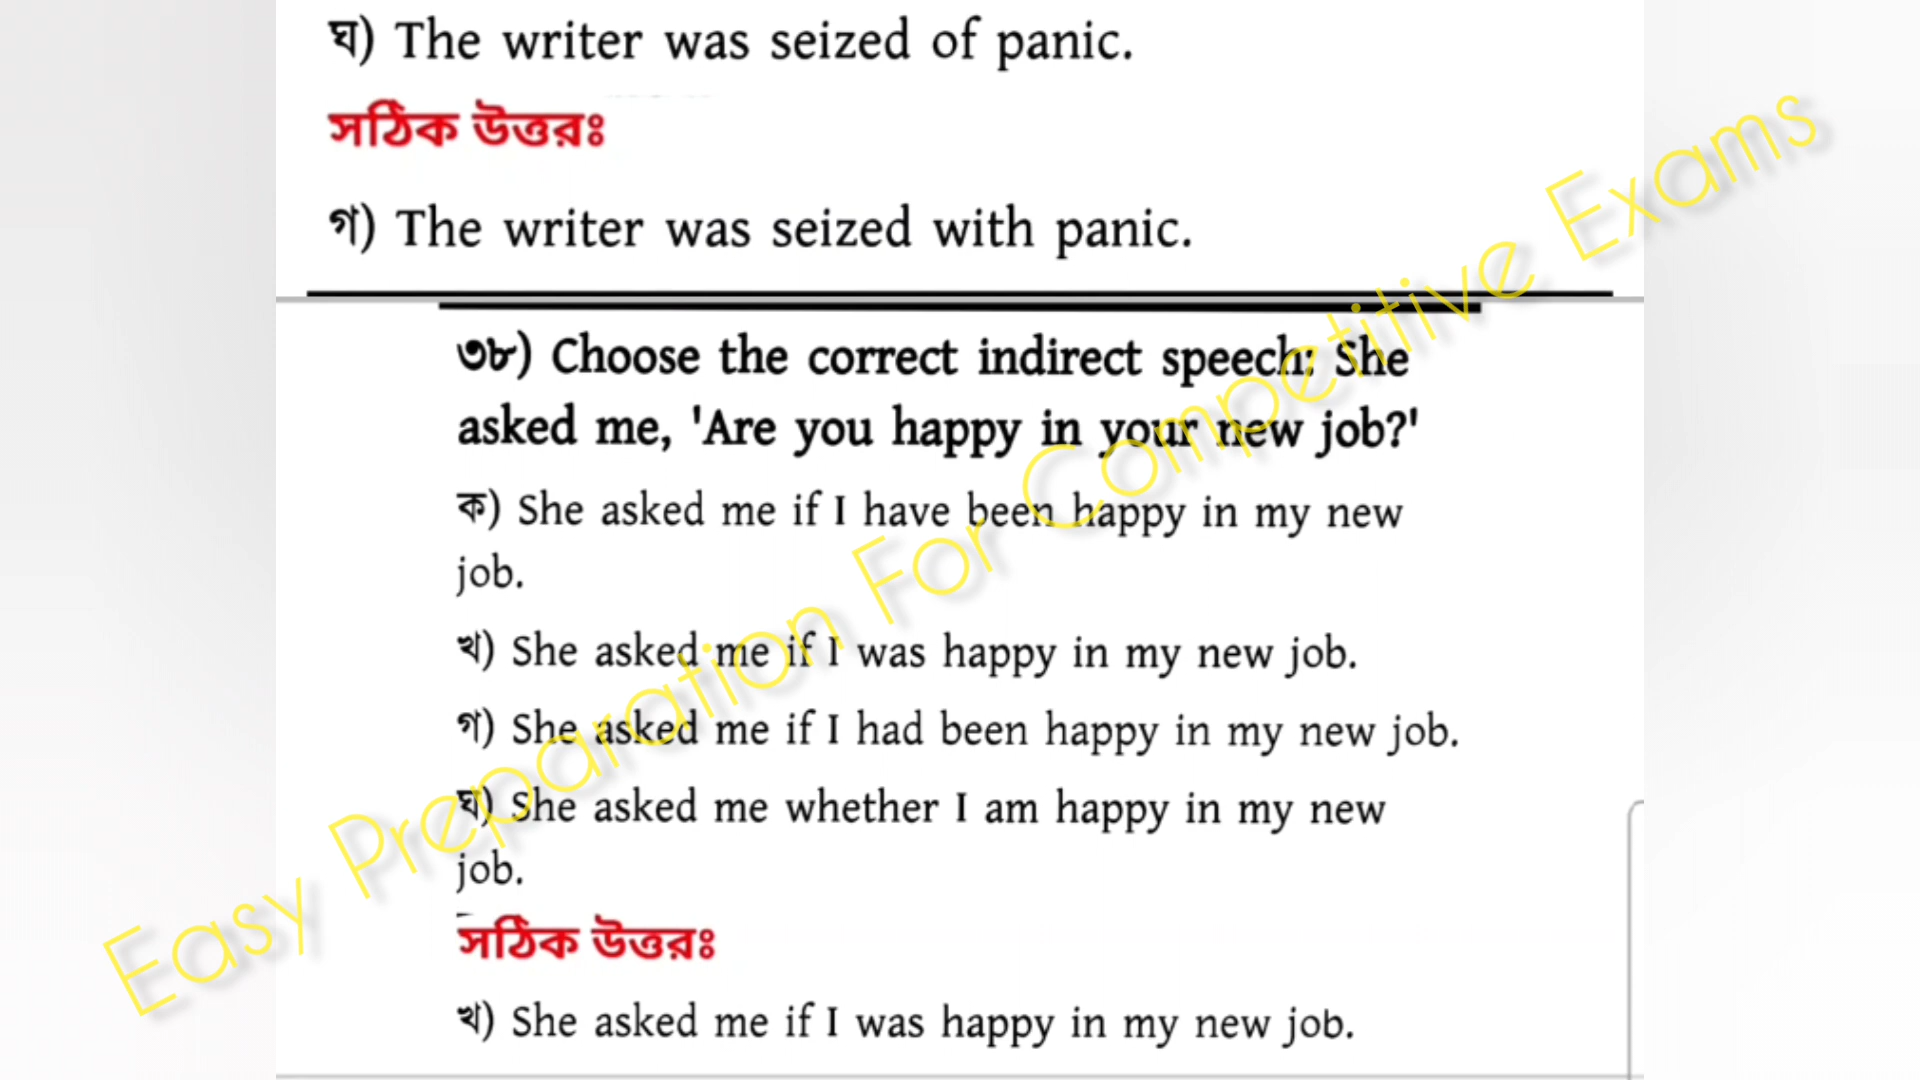 ঘ) The writer was seized of panic.
সঠিক উত্তরঃ
গ) The writer was seized with panic.
৩৮) Choose the correct indirect speech: She
asked me, 'Are you happy in your new job?'
ক) She asked me if I have been happy in my new
job.
খ) She asked me if I was happy in my new job.
গ) She asked me if I had been happy in my new job.
ঘ) She asked me whether I am happy in my new
job.
সঠিক উত্তরঃ
খ) She asked me if I was happy in my new job.
Easy Preparation For Competitive Exams